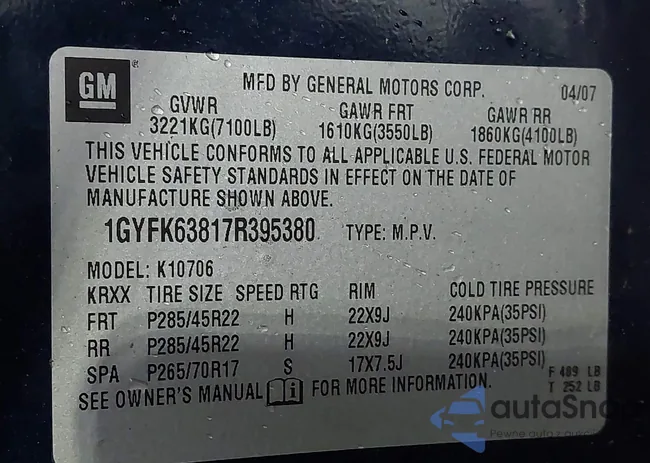 GM
MFD BY GENERAL MOTORS CORP. 04/07
GVWR GAWR FRT GAWR RR
3221KG(7100LB) 1610KG(3550LB) 1860KG(4100LB)
THIS VEHICLE CONFORMS TO ALL APPLICABLE U.S. FEDERAL MOTOR
VEHICLE SAFETY STANDARDS IN EFFECT ON THE DATE OF
MANUFACTURE SHOWN ABOVE.
1GYFK63817R395380 TYPE: M.P.V.
MODEL: K10706
KRXX TIRE SIZE SPEED RTG RIM COLD TIRE PRESSURE
FRT P285/45R22 H 22X9J 240KPA(35PSI)
RR P285/45R22 H 22X9J 240KPA(35PSI)
SPA P265/70R17 S 17X7.5J 240KPA(35PSI)
F 489 LB
T 252 LB
SEE OWNER'S MANUAL i FOR MORE INFORMATION.
autaSna
Pewne auta z